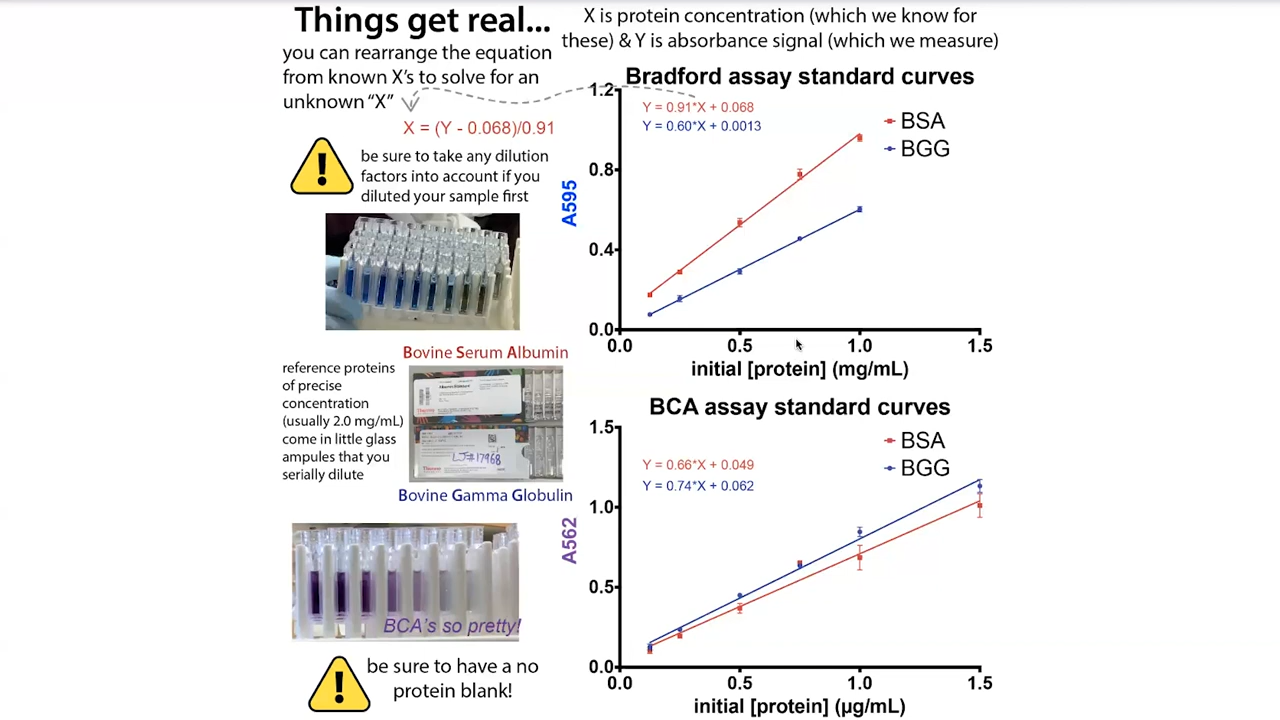 Things get real...
you can rearrange the equation
from known X's to solve for an
unknown "X"
X = (Y - 0.068)/0.91
be sure to take any dilution
factors into account if you
diluted your sample first
Bovine Serum Albumin
reference proteins
of precise
concentration
(usually 2.0 mg/mL)
come in little glass
ampules that you
serially dilute
LJ#17968
Bovine Gamma Globulin
BCA's so pretty!
be sure to have a no
protein blank!
X is protein concentration (which we know for
these) & Y is absorbance signal (which we measure)
Bradford assay standard curves
Y = 0.91*X + 0.068
Y = 0.60*X + 0.0013
BSA
BGG
A595
1.2
0.8
0.4
0.0
0.0 0.5 1.0 1.5
initial [protein] (mg/mL)
BCA assay standard curves
BSA
BGG
Y = 0.66*X + 0.049
Y = 0.74*X + 0.062
A562
1.5
1.0
0.5
0.0
0.0 0.5 1.0 1.5
initial [protein] (µg/mL)